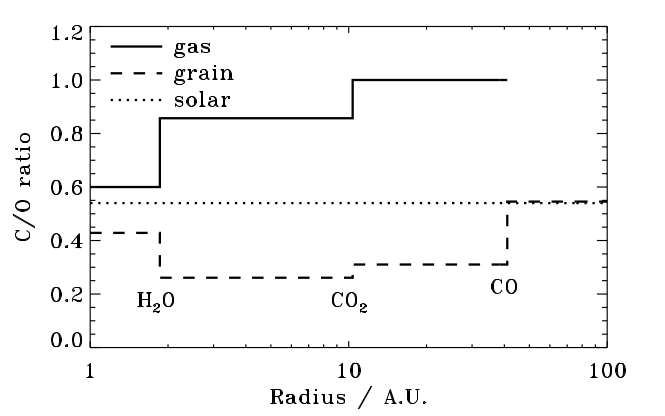 1.2
1.0
0.8
0.6
0.4
0.2
0.0
C/O ratio
gas
grain
solar
H₂O
CO₂
CO
1 10 100
Radius / A.U.